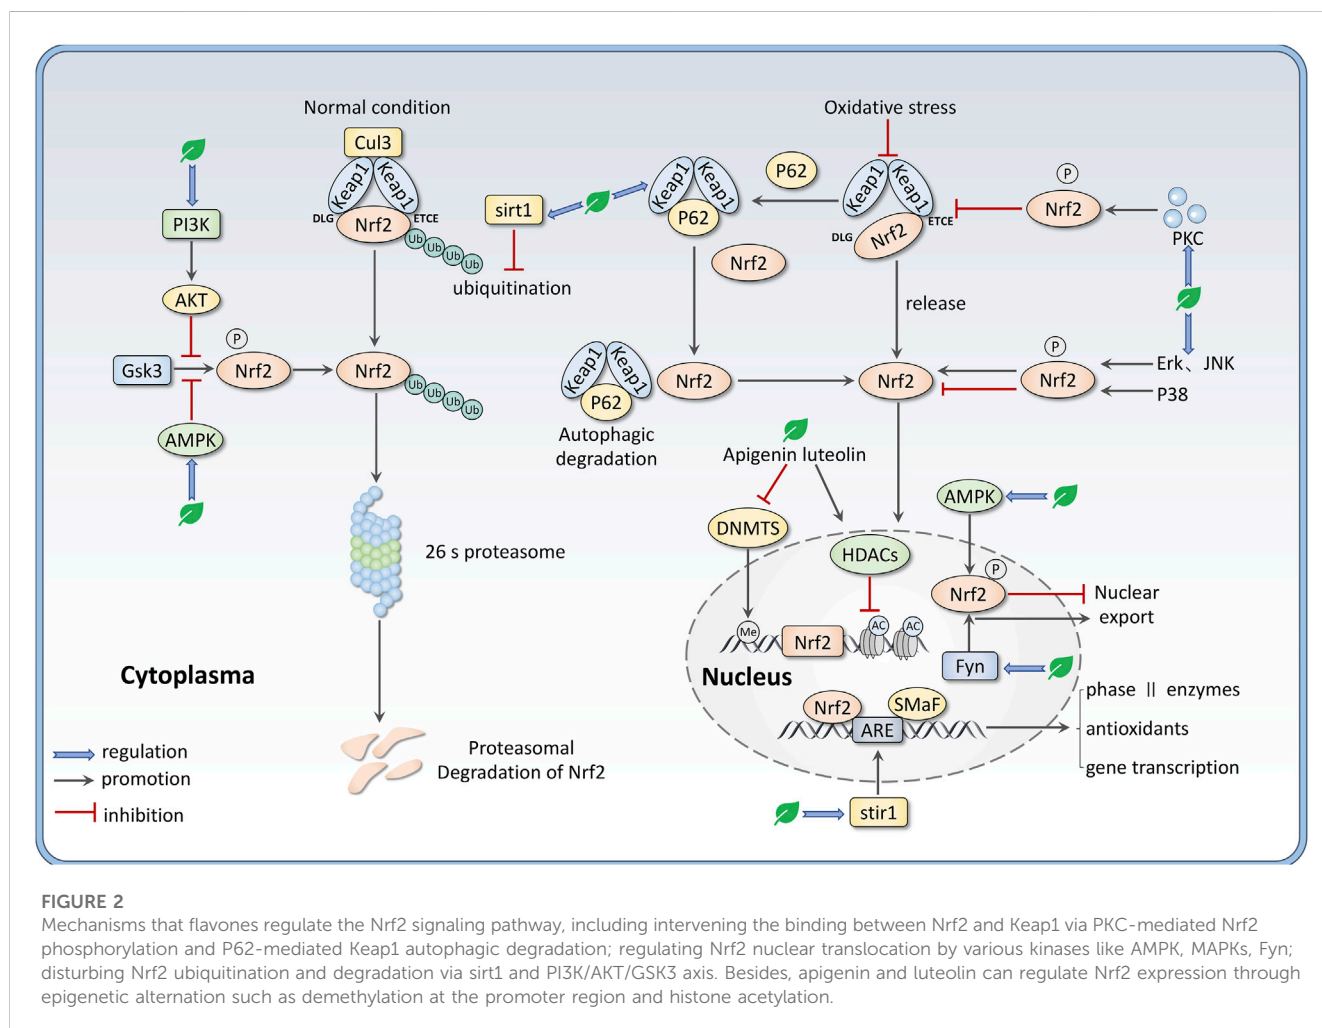 Normal condition
Oxidative stress
Cul3
Keap1
Keap1
DLG
ETCE
Nrf2
Ub
Ub
Ub
Ub
PI3K
AKT
Gsk3
P
Nrf2
AMPK
Nrf2
Ub
Ub
Ub
Ub
26 s proteasome
Proteasomal
Degradation of Nrf2
Cytoplasma
regulation
promotion
inhibition
sirt1
ubiquitination
Keap1
Keap1
P62
P62
Nrf2
Keap1
Keap1
ETCE
DLG
Nrf2
release
P
Nrf2
PKC
Keap1
Keap1
P62
Autophagic
degradation
Nrf2
Nrf2
P
Nrf2
Erk、JNK
P38
Apigenin luteolin
DNMTS
HDACs
Me
Nrf2
AC
AC
AMPK
P
Nrf2
Nuclear
export
Fyn
Nucleus
Nrf2
SMaF
ARE
phase || enzymes
antioxidants
gene transcription
stir1
FIGURE 2
Mechanisms that flavones regulate the Nrf2 signaling pathway, including intervening the binding between Nrf2 and Keap1 via PKC-mediated Nrf2
phosphorylation and P62-mediated Keap1 autophagic degradation; regulating Nrf2 nuclear translocation by various kinases like AMPK, MAPKs, Fyn;
disturbing Nrf2 ubiquitination and degradation via sirt1 and PI3K/AKT/GSK3 axis. Besides, apigenin and luteolin can regulate Nrf2 expression through
epigenetic alternation such as demethylation at the promoter region and histone acetylation.